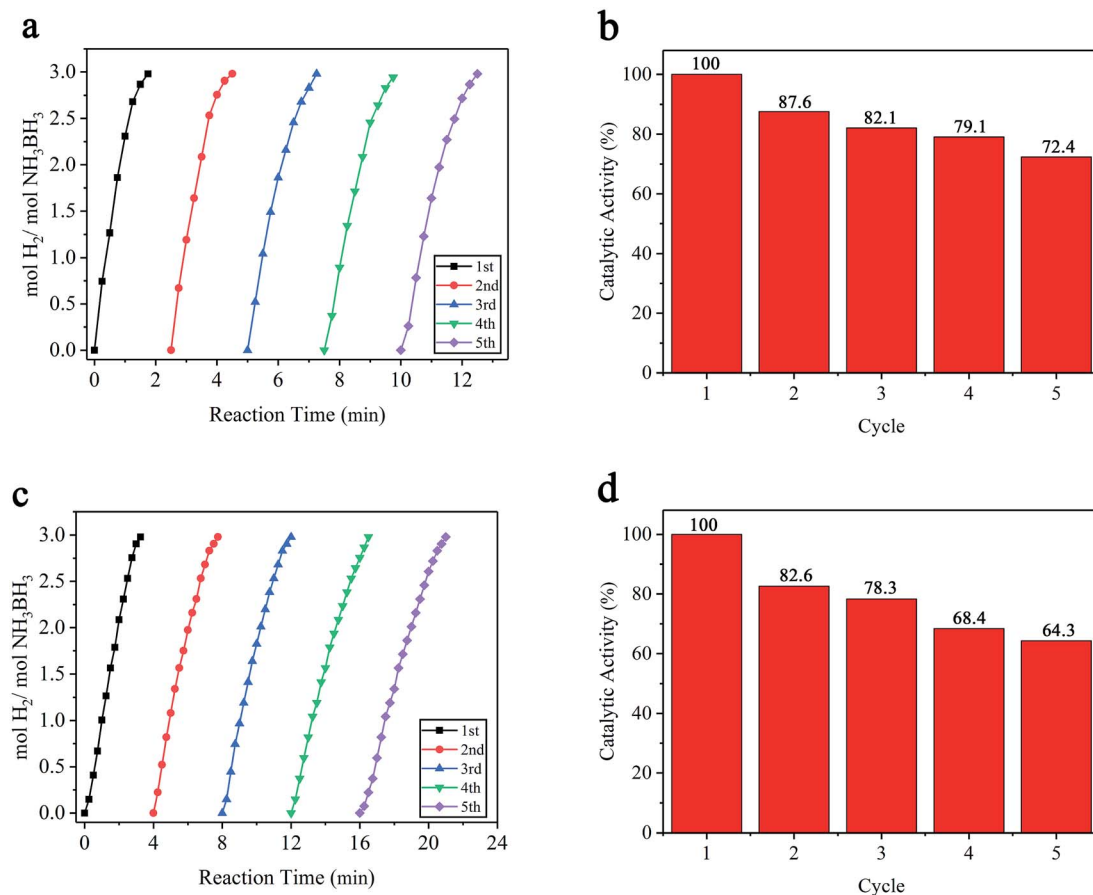 a
mol H₂/ mol NH₃BH₃
3.0
2.5
2.0
1.5
1.0
0.5
0.0
1st
2nd
3rd
4th
5th
0 2 4 6 8 10 12
Reaction Time (min)
b
Catalytic Activity (%)
100
80
60
40
20
0
100
87.6
82.1
79.1
72.4
1 2 3 4 5
Cycle
c
mol H₂/ mol NH₃BH₃
3.0
2.5
2.0
1.5
1.0
0.5
0.0
1st
2nd
3rd
4th
5th
0 4 8 12 16 20 24
Reaction Time (min)
d
Catalytic Activity (%)
100
80
60
40
20
0
100
82.6
78.3
68.4
64.3
1 2 3 4 5
Cycle